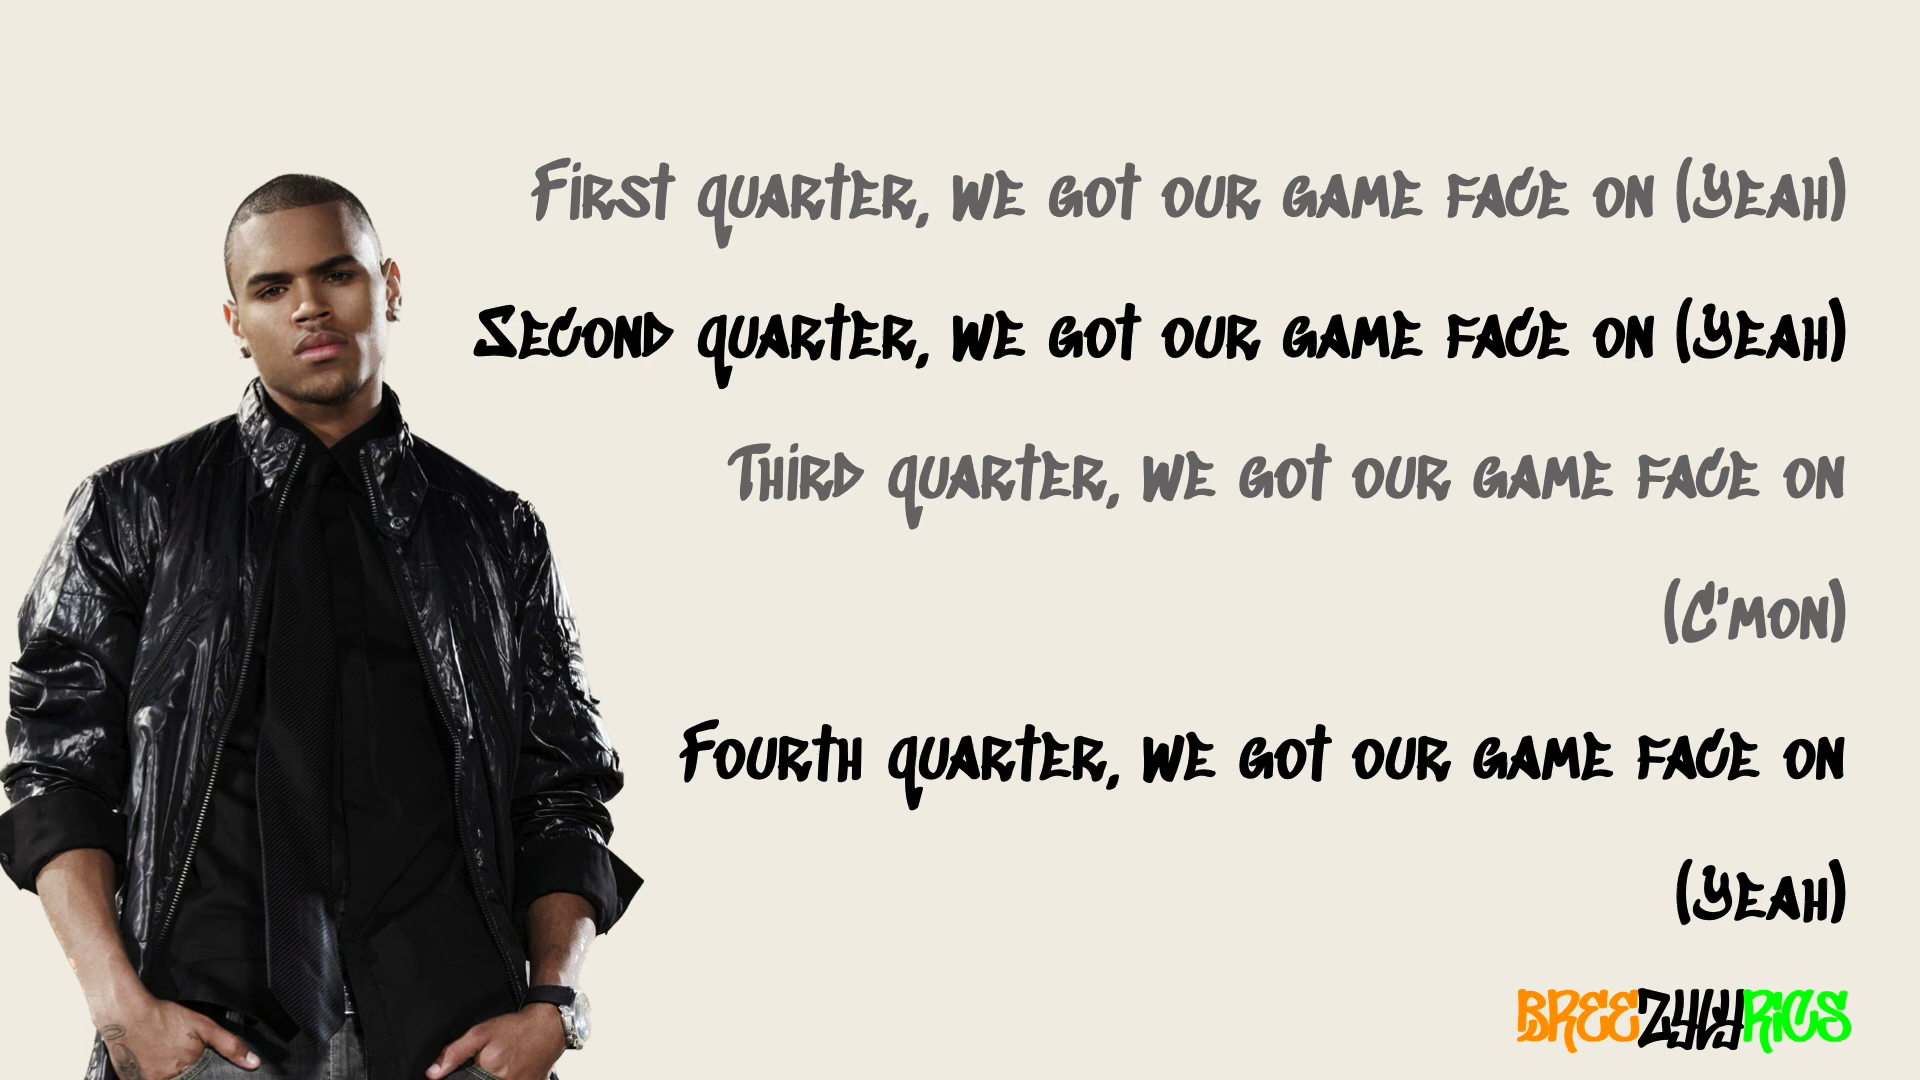 First quarter, we got our game face on (Yeah)
Second quarter, we got our game face on (Yeah)
Third quarter, we got our game face on
(C'mon)
Fourth quarter, we got our game face on
(Yeah)
BREEZYLYRICS